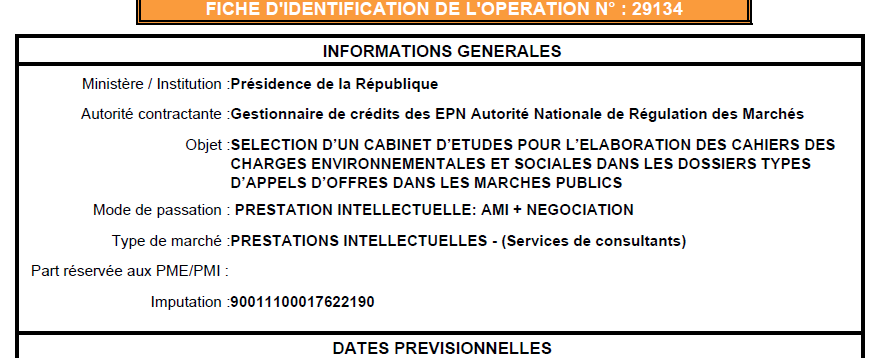 FICHE D'IDENTIFICATION DE L'OPERATION N° : 29134
INFORMATIONS GENERALES
Ministère / Institution :Présidence de la République
Autorité contractante :Gestionnaire de crédits des EPN Autorité Nationale de Régulation des Marchés
Objet :SELECTION D'UN CABINET D'ETUDES POUR L'ELABORATION DES CAHIERS DES
CHARGES ENVIRONNEMENTALES ET SOCIALES DANS LES DOSSIERS TYPES
D'APPELS D'OFFRES DANS LES MARCHES PUBLICS
Mode de passation : PRESTATION INTELLECTUELLE: AMI + NEGOCIATION
Type de marché :PRESTATIONS INTELLECTUELLES - (Services de consultants)
Part réservée aux PME/PMI :
Imputation :90011100017622190
DATES PREVISIONNELLES